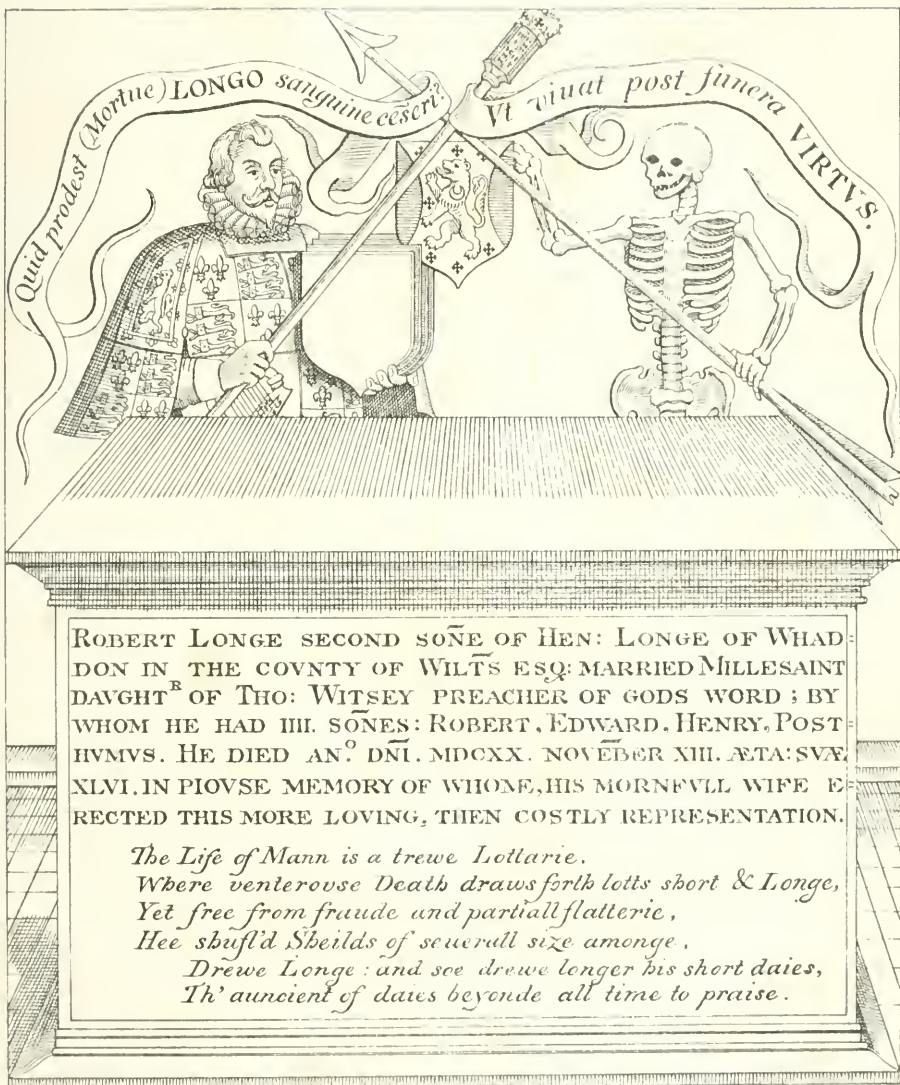 Quid prodest (Mortue) LONGO sanguine cēseri?
Vt viuat post funera VIRTVS.
ROBERT LONGE SECOND SOÑE OF HEN: LONGE OF WHAD=
DON IN THE COVNTY OF WILT̄S ESQ: MARRIED MILLESAINT
DAVGHTᴿ OF THO: WITSEY PREACHER OF GODS WORD; BY
WHOM HE HAD IIII. SOÑES: ROBERT, EDWARD, HENRY, POST=
HVMVS. HE DIED AN.º DÑI. MDCXX. NOVĒBER XIII. ÆTA: SVÆ
XLVI. IN PIOVSE MEMORY OF WHOME, HIS MORNFVLL WIFE E=
RECTED THIS MORE LOVING, THEN COSTLY REPRESENTATION.
The Life of Mann is a trewe Lottarie,
Where venterouse Death draws forth lotts short & Longe,
Yet free from fraude and partiall flatterie,
Hee shufl'd Sheilds of seuerall size amonge,
Drewe Longe: and soe drewe longer his short daies,
Th' auncient of daies beyonde all time to praise.